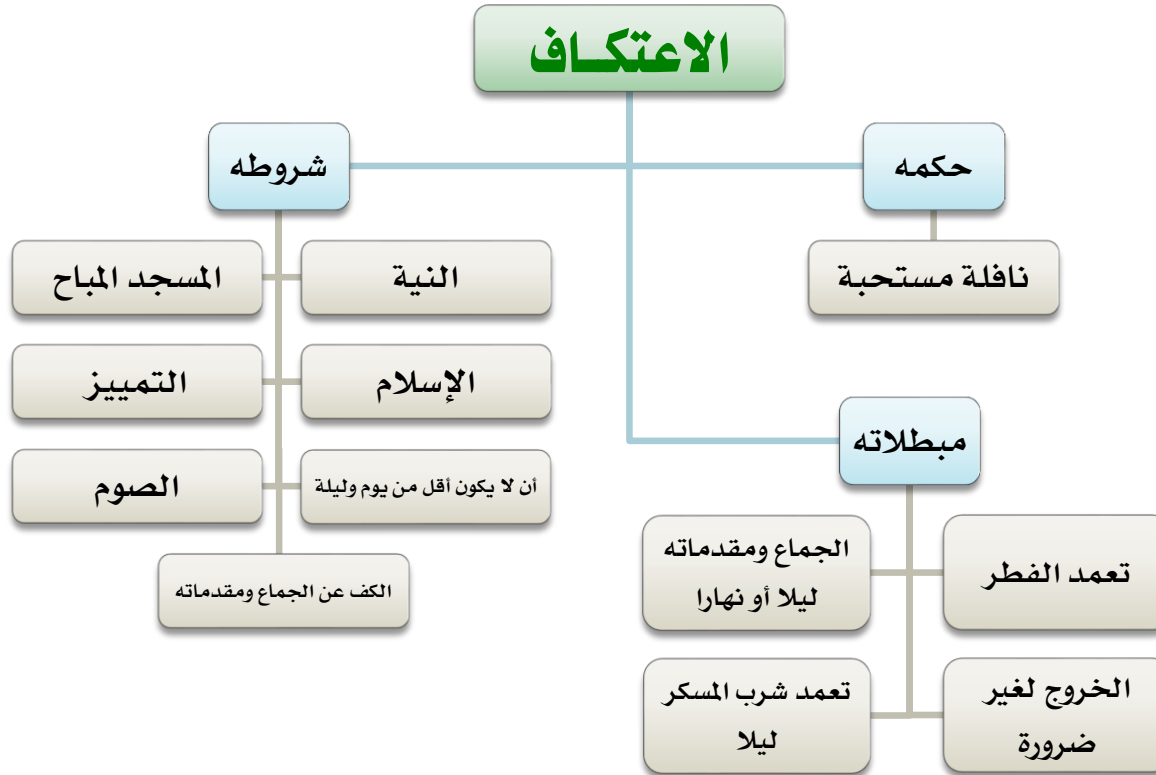 الاعتكاف
حكمه
نافلة مستحبة
شروطه
النية
المسجد المباح
الإسلام
التمييز
أن لا يكون أقل من يوم وليلة
الصوم
الكف عن الجماع ومقدماته
مبطلاته
تعمد الفطر
الجماع ومقدماته
ليلا أو نهارا
الخروج لغير
ضرورة
تعمد شرب المسكر
ليلا